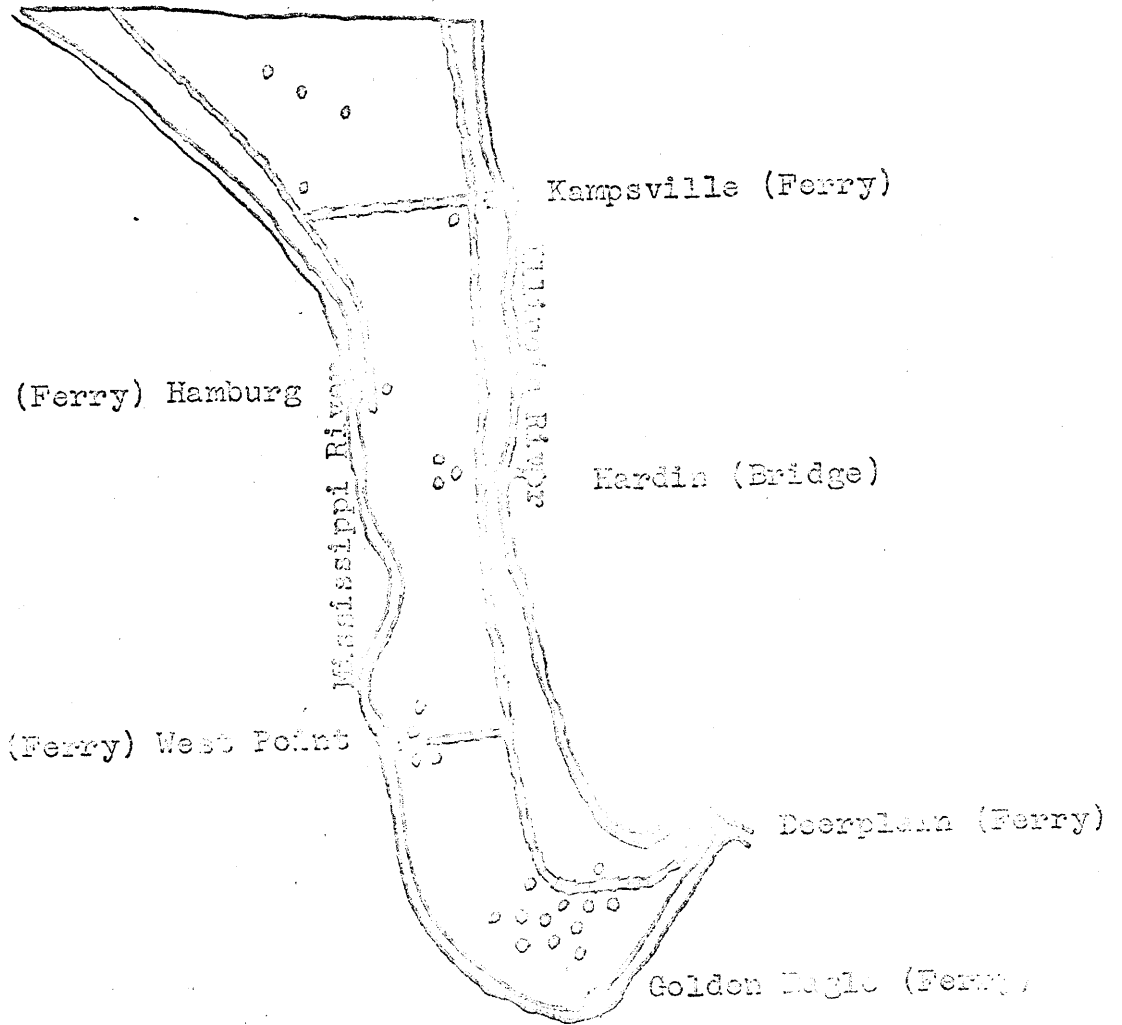 Kampsville (Ferry)
Illinois River
(Ferry) Hamburg
Mississippi River
Hardin (Bridge)
(Ferry) West Point
Deerplain (Ferry)
Golden Eagle (Ferry)